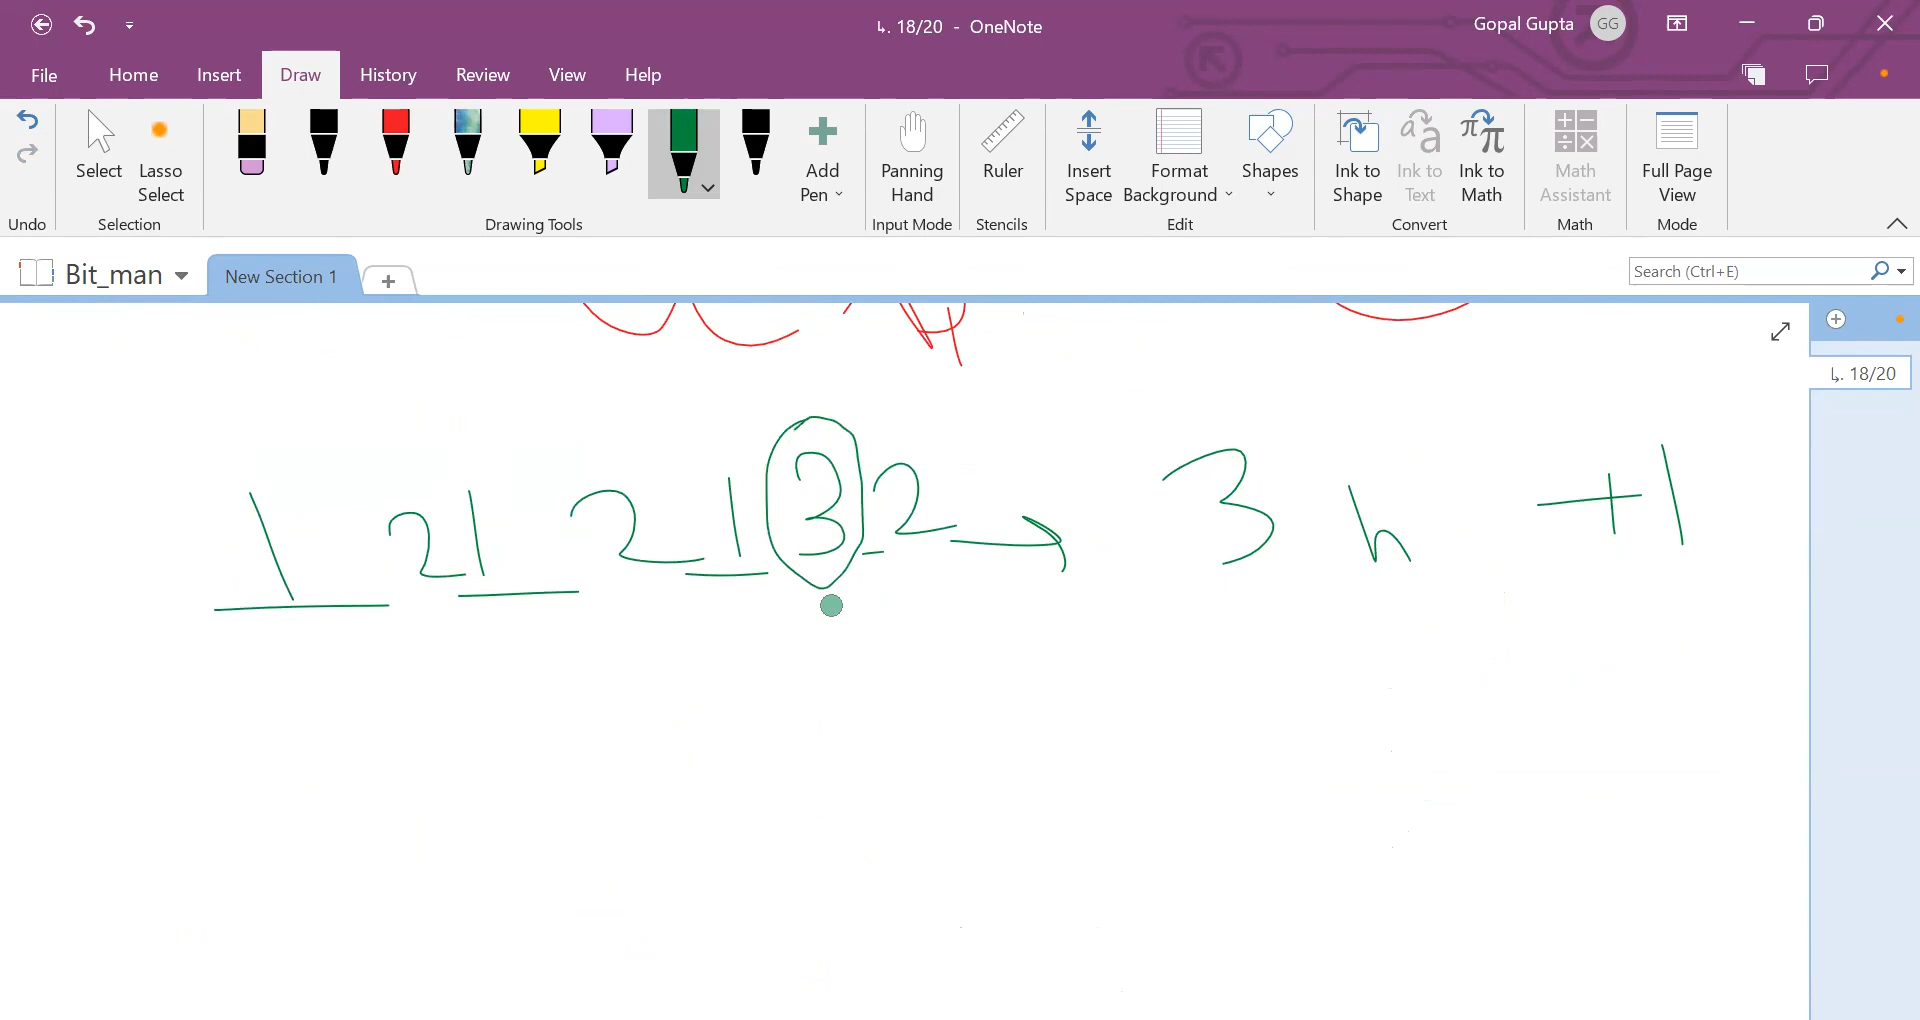 ↳. 18/20 - OneNote
Gopal Gupta GG
File Home Insert Draw History Review View Help
Select Lasso Select
Add Pen
Panning Hand
Ruler
Insert Space
Format Background
Shapes
Ink to Shape
Ink to Text
Ink to Math
Math Assistant
Full Page View
Undo Selection Drawing Tools Input Mode Stencils Edit Convert Math Mode
Bit_man New Section 1 Search (Ctrl+E)
↳. 18/20
1 2 1 2 1 3 2 → 3 n +1